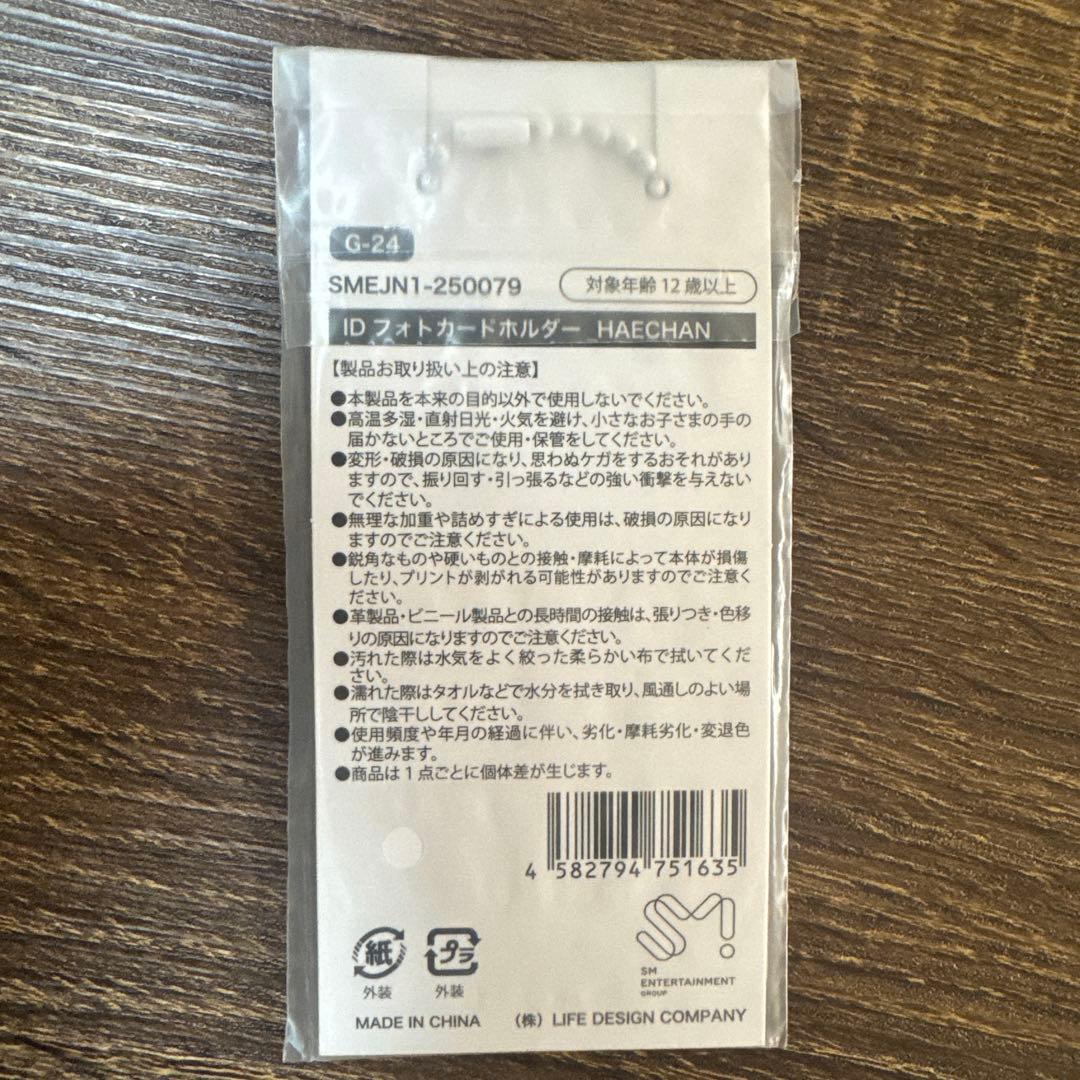 G-24
SMEJN1-250079
対象年齢12歳以上
ID フォトカードホルダー HAECHAN
【製品お取り扱い上の注意】
●本製品を本来の目的以外で使用しないでください。
●高温多湿・直射日光・火気を避け、小さなお子さまの手の
届かないところでご使用・保管をしてください。
●変形・破損の原因になり、思わぬケガをするおそれがあり
ますので、振り回す・引っ張るなどの強い衝撃を与えない
でください。
●無理な加重や詰めすぎによる使用は、破損の原因になり
ますのでご注意ください。
●鋭角なものや硬いものとの接触・摩耗によって本体が損傷
したり、プリントが剥がれる可能性がありますのでご注意く
ださい。
●革製品・ビニール製品との長時間の接触は、張りつき・色移
りの原因になりますのでご注意ください。
●汚れた際は水気をよく絞った柔らかい布で拭いてくだ
さい。
●濡れた際はタオルなどで水分を拭き取り、風通しのよい場
所で陰干ししてください。
●使用頻度や年月の経過に伴い、劣化・摩耗劣化・変退色
が進みます。
●商品は1点ごとに個体差が生じます。
4 582794 751635
SM
SM
ENTERTAINMENT
GROUP
紙
外装
プラ
外装
MADE IN CHINA (株) LIFE DESIGN COMPANY